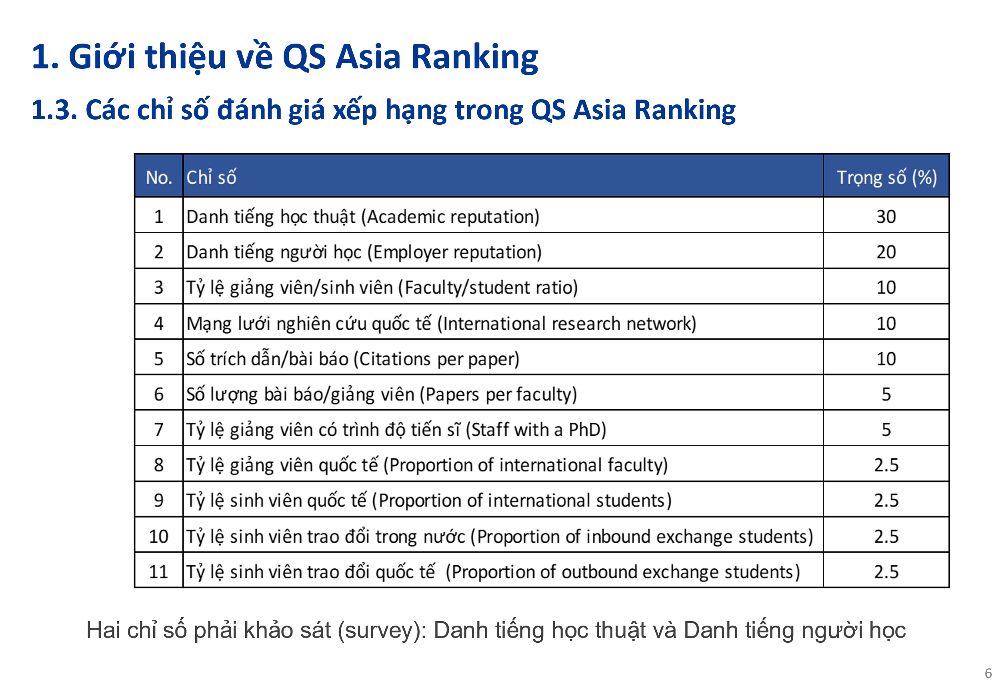 1. Giới thiệu về QS Asia Ranking
1.3. Các chỉ số đánh giá xếp hạng trong QS Asia Ranking
No. Chỉ số Trọng số (%)
1 Danh tiếng học thuật (Academic reputation) 30
2 Danh tiếng người học (Employer reputation) 20
3 Tỷ lệ giảng viên/sinh viên (Faculty/student ratio) 10
4 Mạng lưới nghiên cứu quốc tế (International research network) 10
5 Số trích dẫn/bài báo (Citations per paper) 10
6 Số lượng bài báo/giảng viên (Papers per faculty) 5
7 Tỷ lệ giảng viên có trình độ tiến sĩ (Staff with a PhD) 5
8 Tỷ lệ giảng viên quốc tế (Proportion of international faculty) 2.5
9 Tỷ lệ sinh viên quốc tế (Proportion of international students) 2.5
10 Tỷ lệ sinh viên trao đổi trong nước (Proportion of inbound exchange students) 2.5
11 Tỷ lệ sinh viên trao đổi quốc tế (Proportion of outbound exchange students) 2.5
Hai chỉ số phải khảo sát (survey): Danh tiếng học thuật và Danh tiếng người học
6